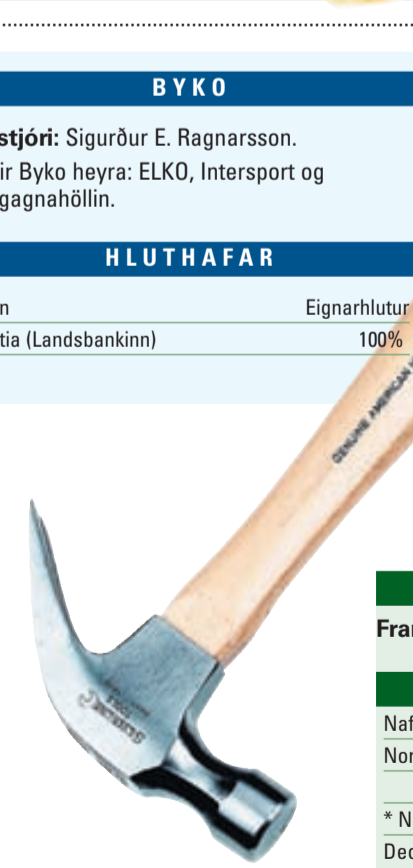 BYKO
stjóri: Sigurður E. Ragnarsson.
ir Byko heyra: ELKO, Intersport og
gagnahöllin.
HLUTHAFAR
n Eignarhlutur
tia (Landsbankinn) 100%
GENUINE AMERICAN
Fra
Naf
Nor
* N